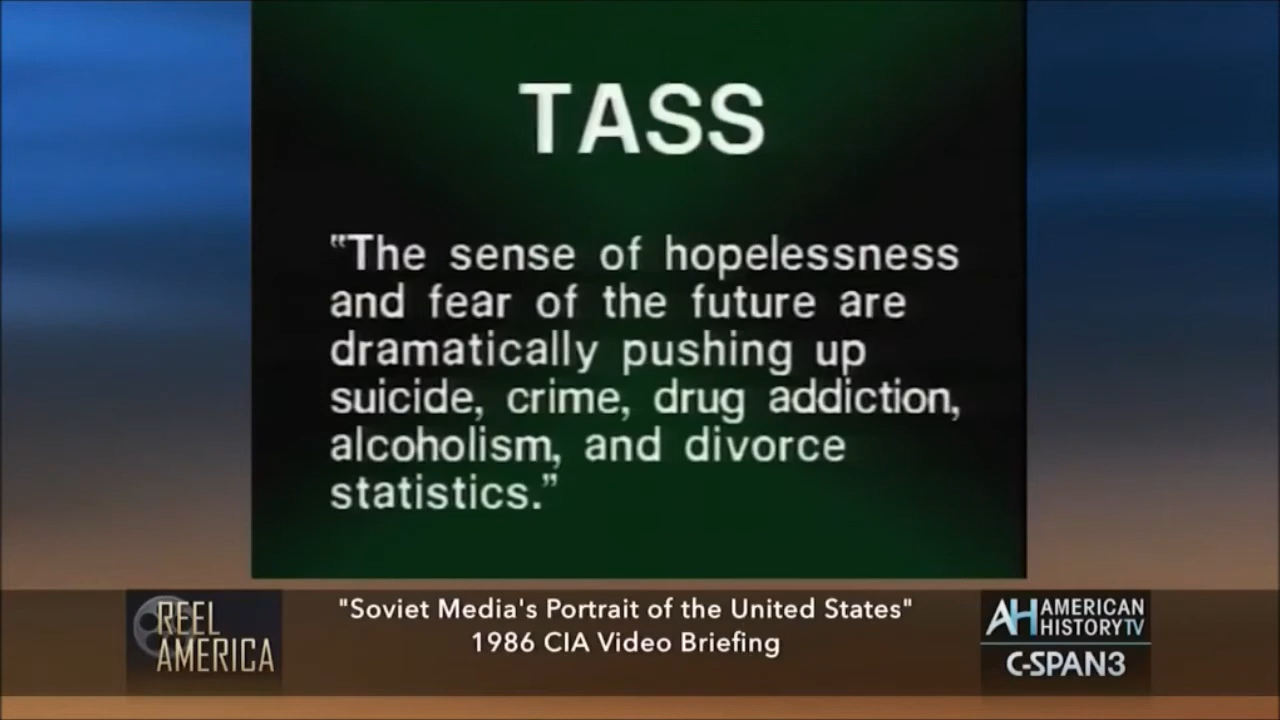 TASS
“The sense of hopelessness
and fear of the future are
dramatically pushing up
suicide, crime, drug addiction,
alcoholism, and divorce
statistics.”
REEL
AMERICA
"Soviet Media's Portrait of the United States"
1986 CIA Video Briefing
AH AMERICAN
HISTORYTV
C-SPAN3